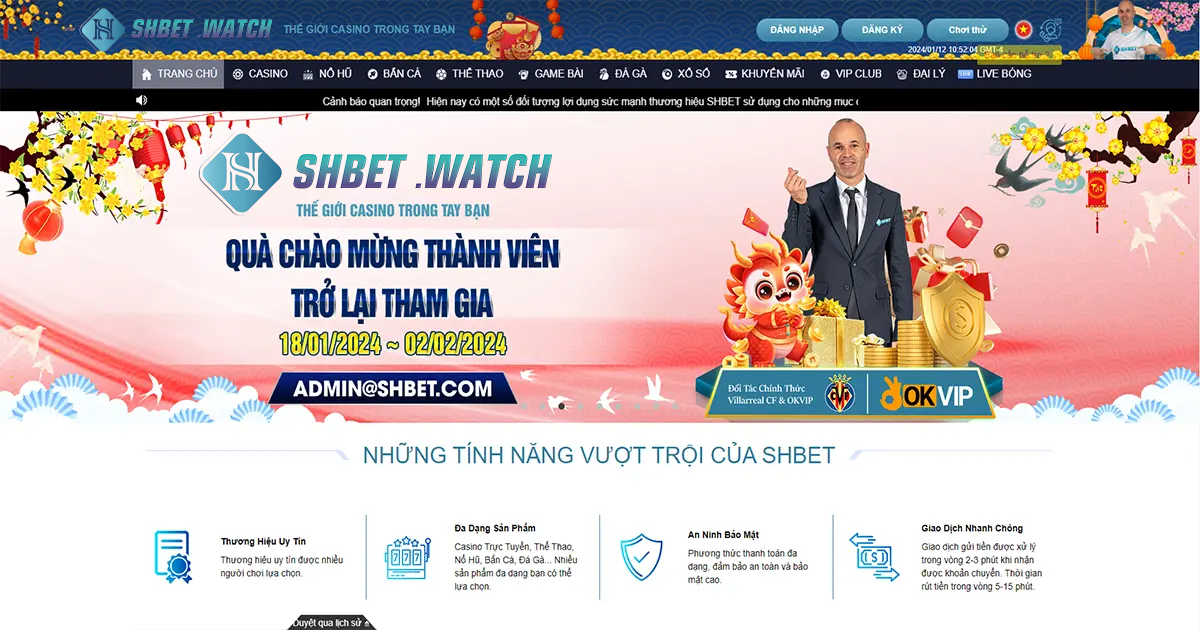 SHBET .WATCH
THẾ GIỚI CASINO TRONG TAY BẠN
ĐĂNG NHẬP
ĐĂNG KÝ
Chơi thử
2024/01/12 10:52:04 GMT-4
TRANG CHỦ
CASINO
NỔ HŨ
BẮN CÁ
THỂ THAO
GAME BÀI
ĐÁ GÀ
XỔ SỐ
KHUYẾN MÃI
VIP CLUB
ĐẠI LÝ
LIVE BÓNG
Cảnh báo quan trọng! Hiện nay có một số đối tượng lợi dụng sức mạnh thương hiệu SHBET sử dụng cho những mục
SHBET .WATCH
THẾ GIỚI CASINO TRONG TAY BẠN
QUÀ CHÀO MỪNG THÀNH VIÊN
TRỞ LẠI THAM GIA
18/01/2024 ~ 02/02/2024
ADMIN@SHBET.COM
Đối Tác Chính Thức
Villarreal CF & OKVIP
OKVIP
NHỮNG TÍNH NĂNG VƯỢT TRỘI CỦA SHBET
Thương Hiệu Uy Tín
Thương hiệu uy tín được nhiều
người chơi lựa chọn.
Đa Dạng Sản Phẩm
Casino Trực Tuyến, Thể Thao,
Nổ Hũ, Bắn Cá, Đá Gà... Nhiều
sản phẩm đa dạng bạn có thể
lựa chọn.
An Ninh Bảo Mật
Phương thức thanh toán đa
dạng, đảm bảo an toàn và bảo
mật cao.
Giao Dịch Nhanh Chóng
Giao dịch gửi tiền được xử lý
trong vòng 2-3 phút khi nhận
được khoản chuyển. Thời gian
rút tiền trong vòng 5-15 phút.
Duyệt qua lịch sử